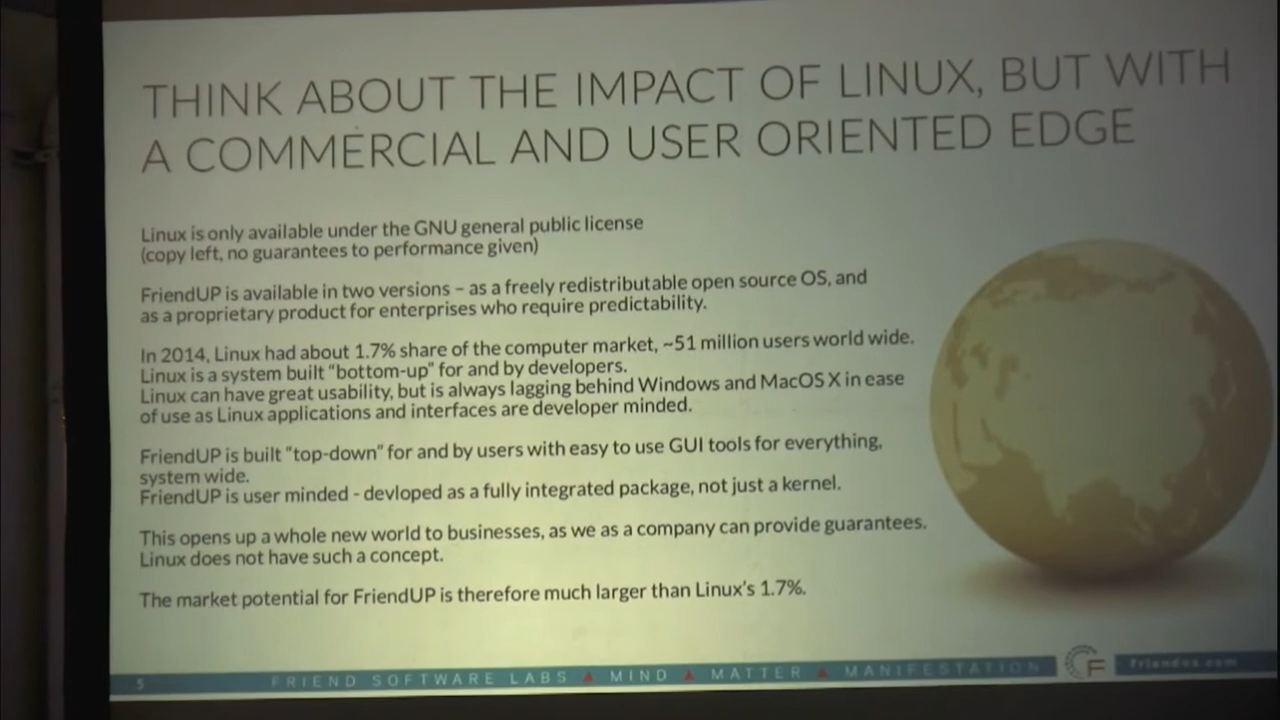 THINK ABOUT THE IMPACT OF LINUX, BUT WITH
A COMMERCIAL AND USER ORIENTED EDGE
Linux is only available under the GNU general public license
(copy left, no guarantees to performance given)
FriendUP is available in two versions – as a freely redistributable open source OS, and
as a proprietary product for enterprises who require predictability.
In 2014, Linux had about 1.7% share of the computer market, ~51 million users world wide.
Linux is a system built "bottom-up" for and by developers.
Linux can have great usability, but is always lagging behind Windows and MacOS X in ease
of use as Linux applications and interfaces are developer minded.
FriendUP is built "top-down" for and by users with easy to use GUI tools for everything,
system wide.
FriendUP is user minded - devloped as a fully integrated package, not just a kernel.
This opens up a whole new world to businesses, as we as a company can provide guarantees.
Linux does not have such a concept.
The market potential for FriendUP is therefore much larger than Linux's 1.7%.
5 FRIEND SOFTWARE LABS ▲ MIND ▲ MATTER ▲ MANIFESTATION F